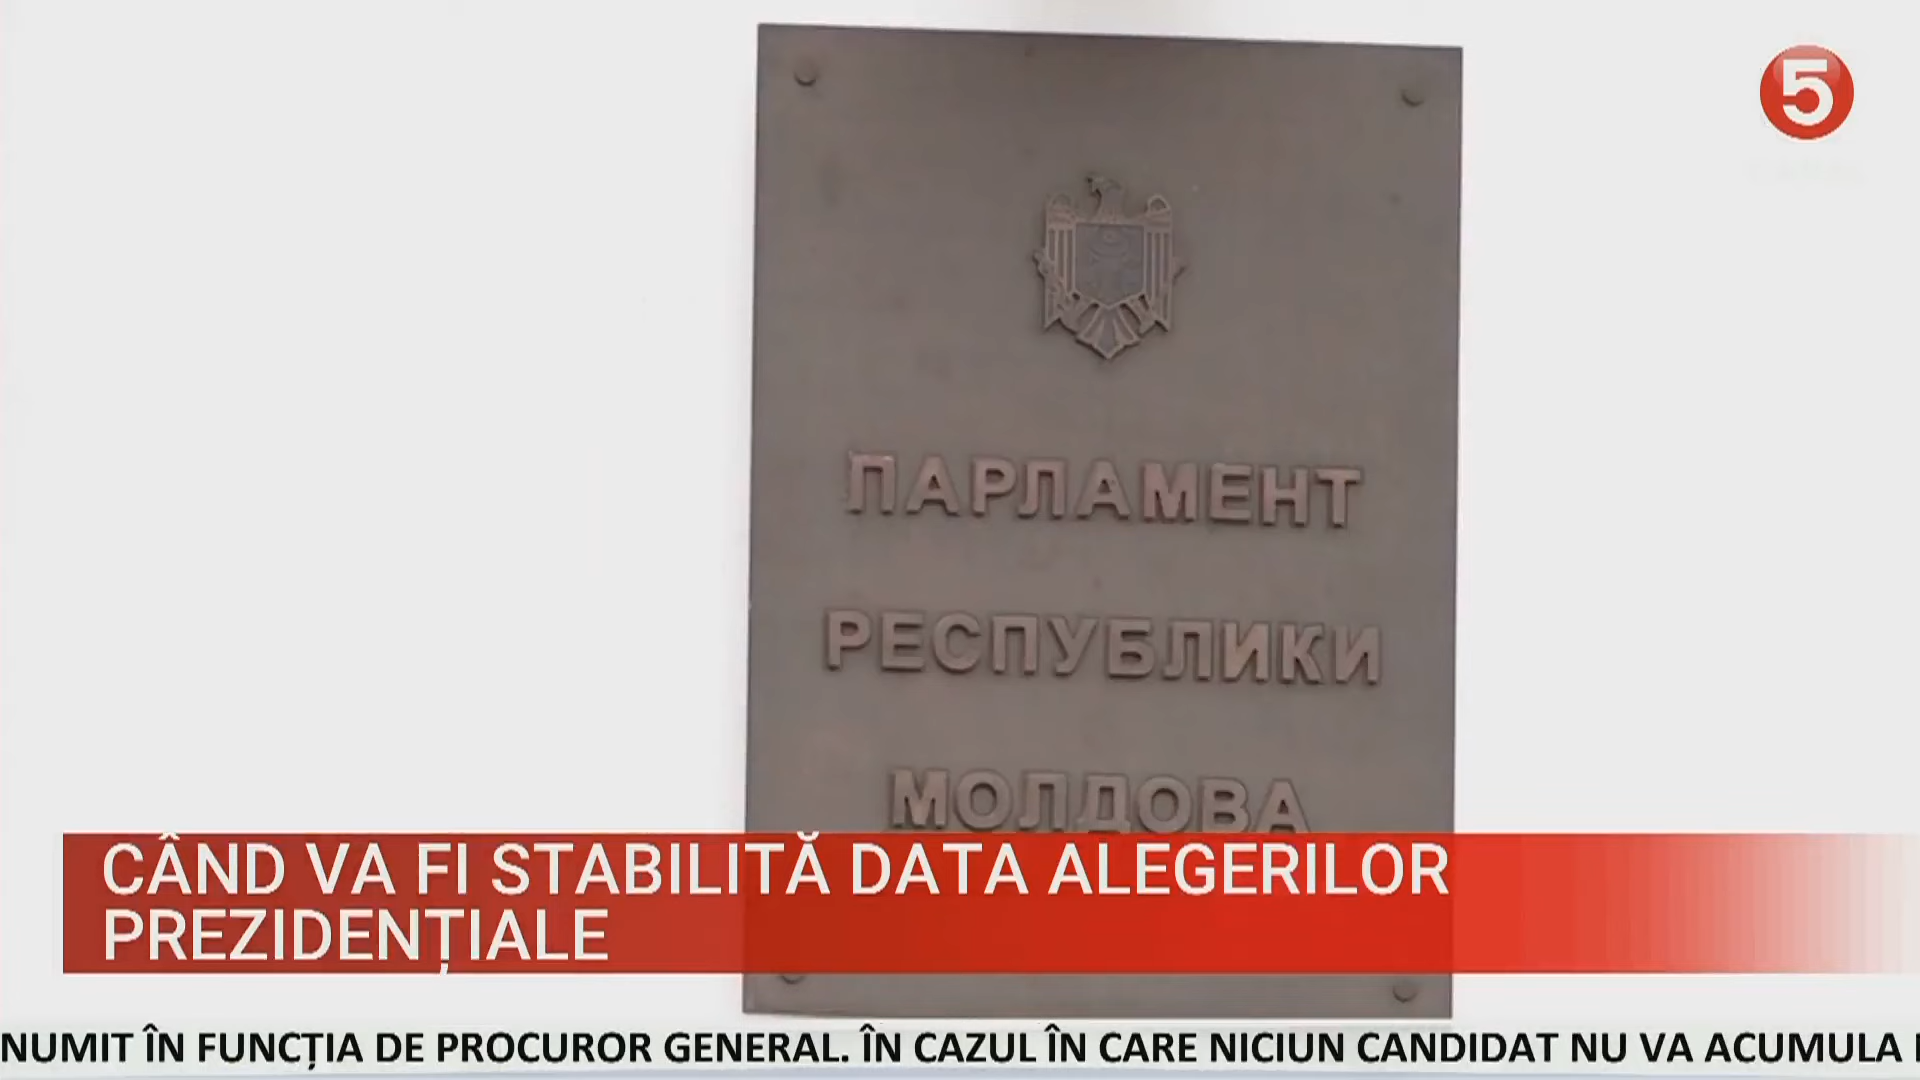 5
ПАРЛАМЕНТ
РЕСПУБЛИКИ
МОЛДОВА
CÂND VA FI STABILITĂ DATA ALEGERILOR
PREZIDENȚIALE
NUMIT ÎN FUNCȚIA DE PROCUROR GENERAL. ÎN CAZUL ÎN CARE NICIUN CANDIDAT NU VA ACUMULA